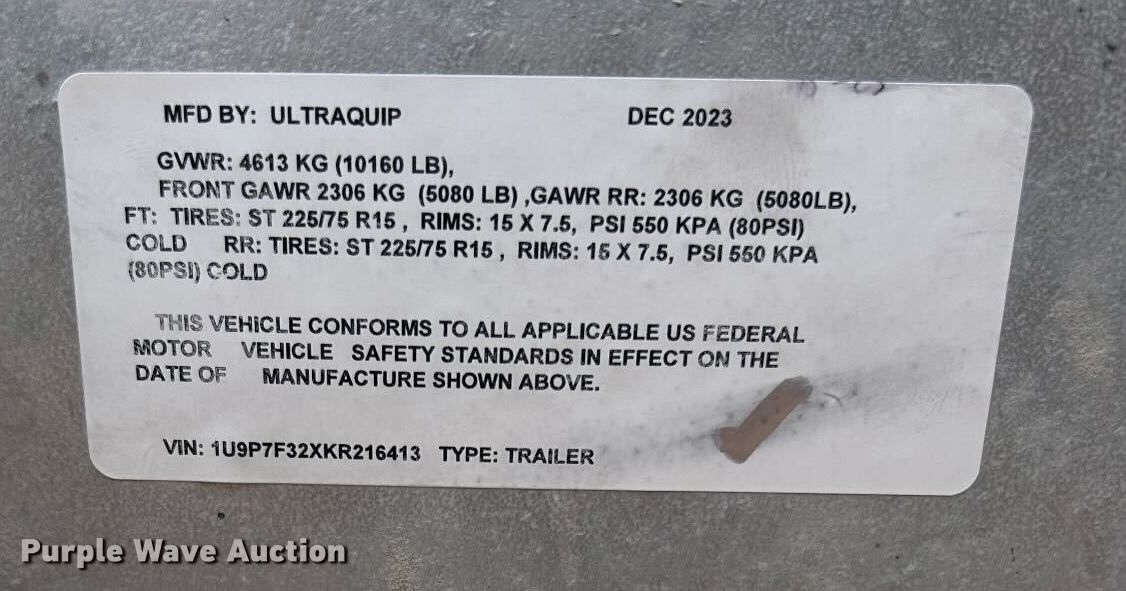 MFD BY: ULTRAQUIP DEC 2023
GVWR: 4613 KG (10160 LB),
FRONT GAWR 2306 KG (5080 LB) ,GAWR RR: 2306 KG (5080LB),
FT: TIRES: ST 225/75 R15 , RIMS: 15 X 7.5, PSI 550 KPA (80PSI)
COLD RR: TIRES: ST 225/75 R15 , RIMS: 15 X 7.5, PSI 550 KPA
(80PSI) COLD
THIS VEHICLE CONFORMS TO ALL APPLICABLE US FEDERAL
MOTOR VEHICLE SAFETY STANDARDS IN EFFECT ON THE
DATE OF MANUFACTURE SHOWN ABOVE.
VIN: 1U9P7F32XKR216413 TYPE: TRAILER
Purple Wave Auction